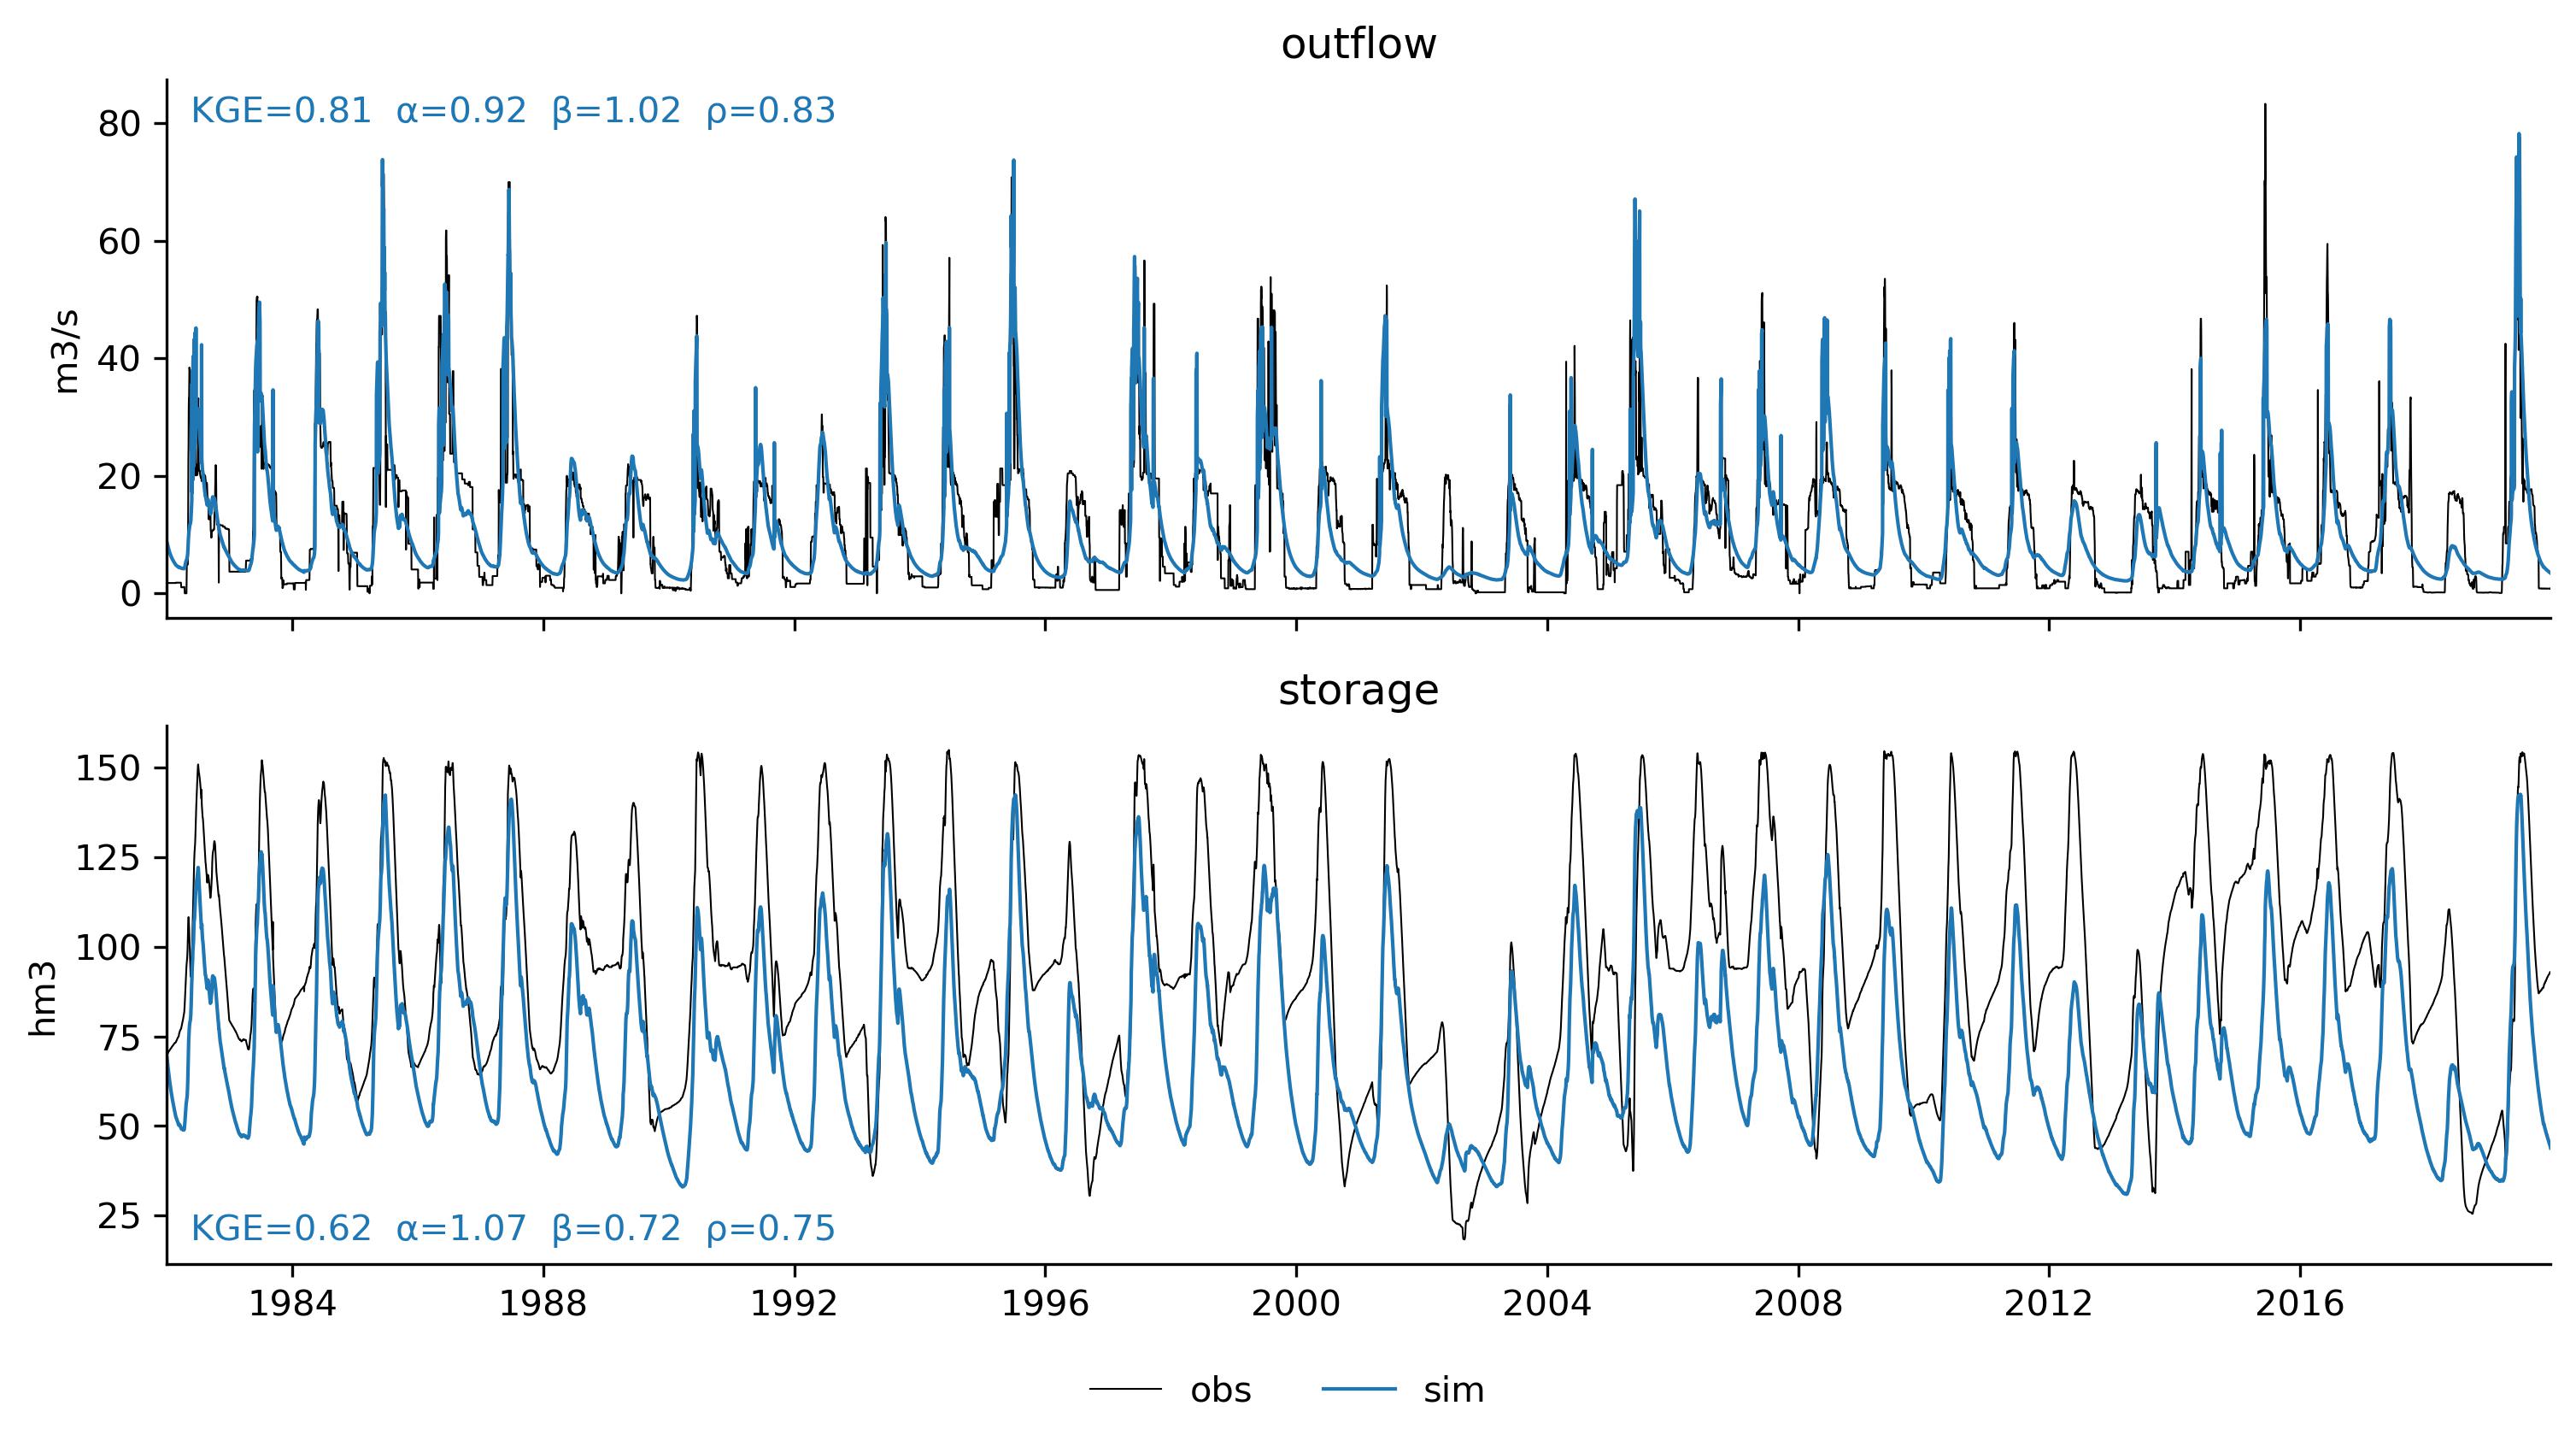 outflow
KGE=0.81 α=0.92 β=1.02 ρ=0.83
80
60
40
20
0
m3/s
storage
150
125
100
75
50
25
hm3
KGE=0.62 α=1.07 β=0.72 ρ=0.75
1984 1988 1992 1996 2000 2004 2008 2012 2016
obs sim